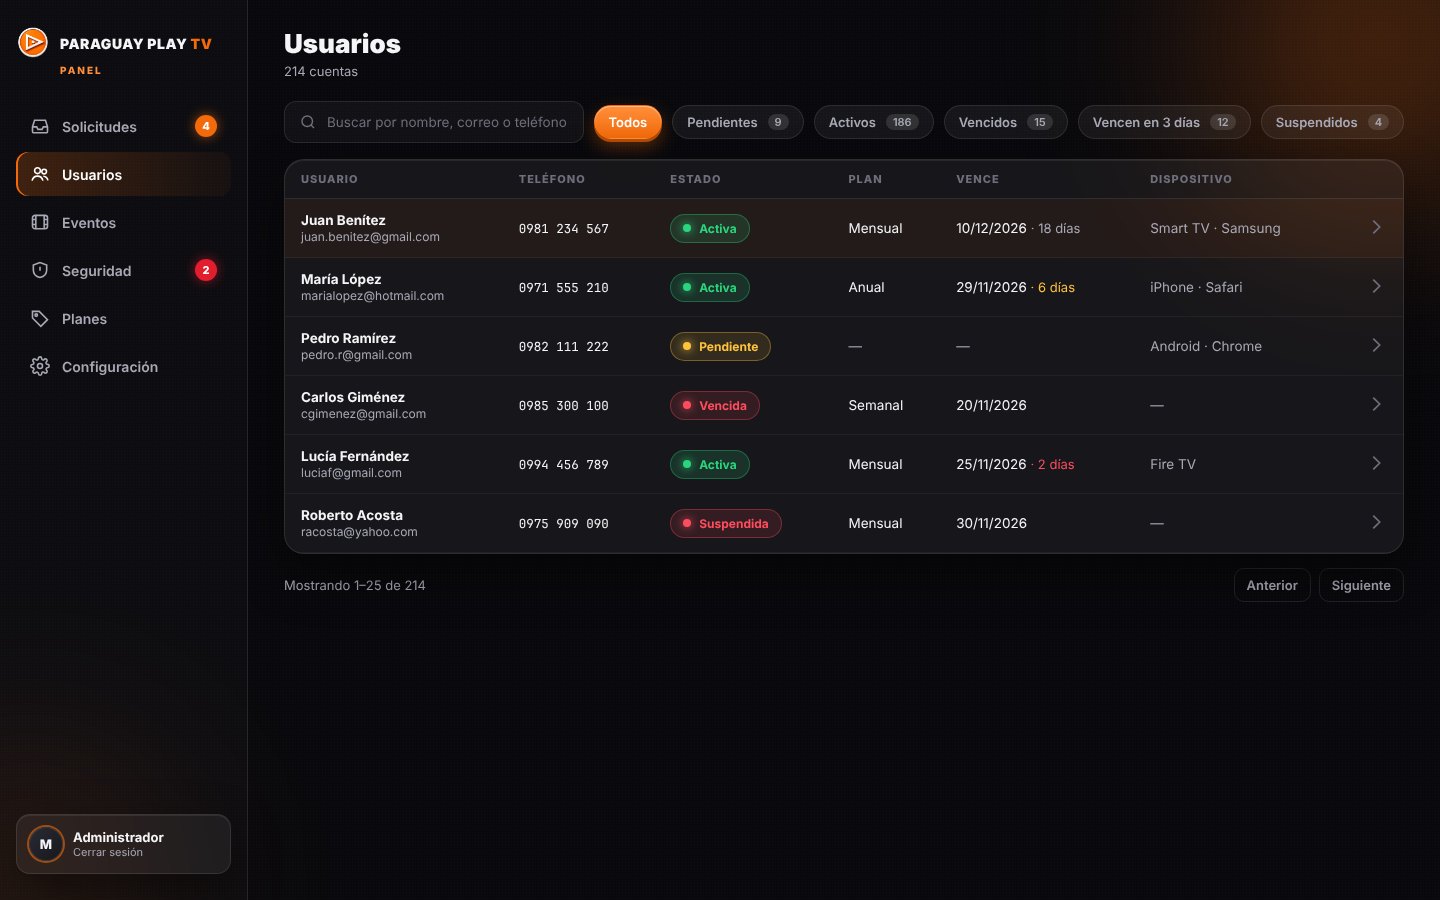 PARAGUAY PLAY TV
PANEL
Solicitudes 4
Usuarios
Eventos
Seguridad 2
Planes
Configuración
M
Administrador
Cerrar sesión
Usuarios
214 cuentas
Buscar por nombre, correo o teléfono Todos Pendientes 9 Activos 186 Vencidos 15 Vencen en 3 días 12 Suspendidos 4
USUARIO TELÉFONO ESTADO PLAN VENCE DISPOSITIVO
Juan Benítez
juan.benitez@gmail.com
0981 234 567 Activa Mensual 10/12/2026 · 18 días Smart TV · Samsung
María López
marialopez@hotmail.com
0971 555 210 Activa Anual 29/11/2026 · 6 días iPhone · Safari
Pedro Ramírez
pedro.r@gmail.com
0982 111 222 Pendiente — — Android · Chrome
Carlos Giménez
cgimenez@gmail.com
0985 300 100 Vencida Semanal 20/11/2026 —
Lucía Fernández
luciaf@gmail.com
0994 456 789 Activa Mensual 25/11/2026 · 2 días Fire TV
Roberto Acosta
racosta@yahoo.com
0975 909 090 Suspendida Mensual 30/11/2026 —
Mostrando 1–25 de 214 Anterior Siguiente